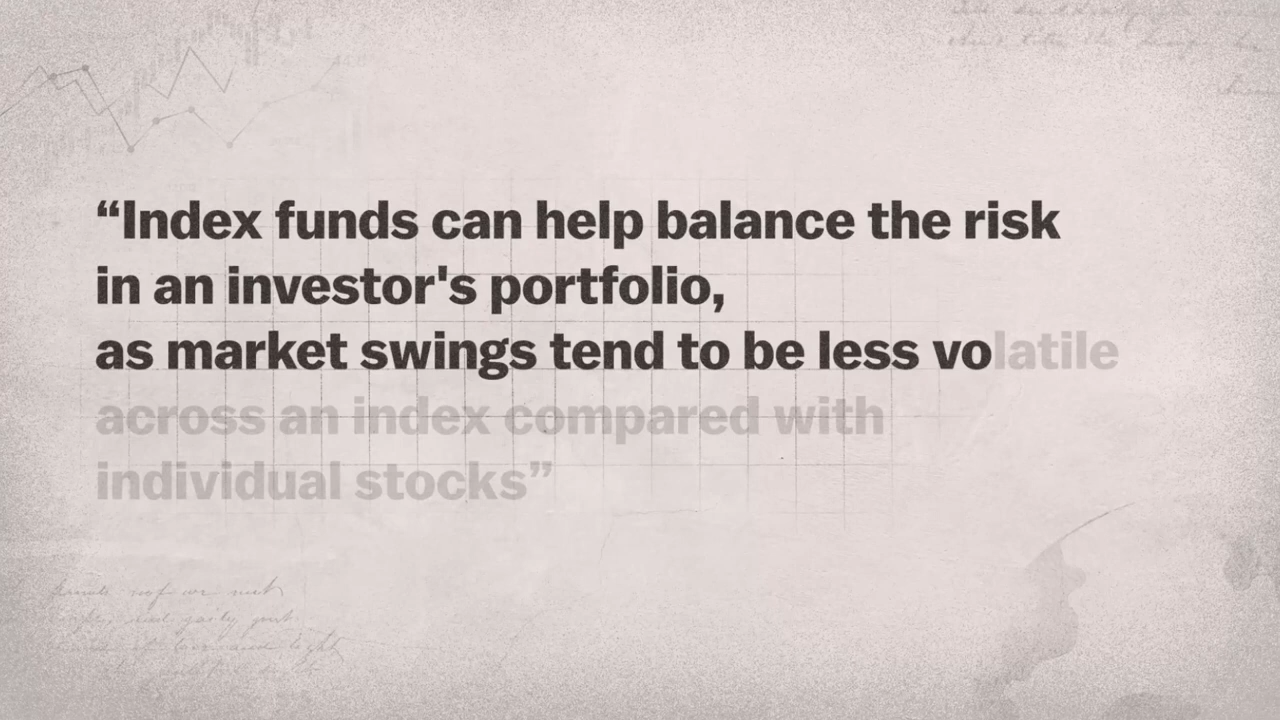 “Index funds can help balance the risk
in an investor's portfolio,
as market swings tend to be less volatile
across an index compared with
individual stocks”